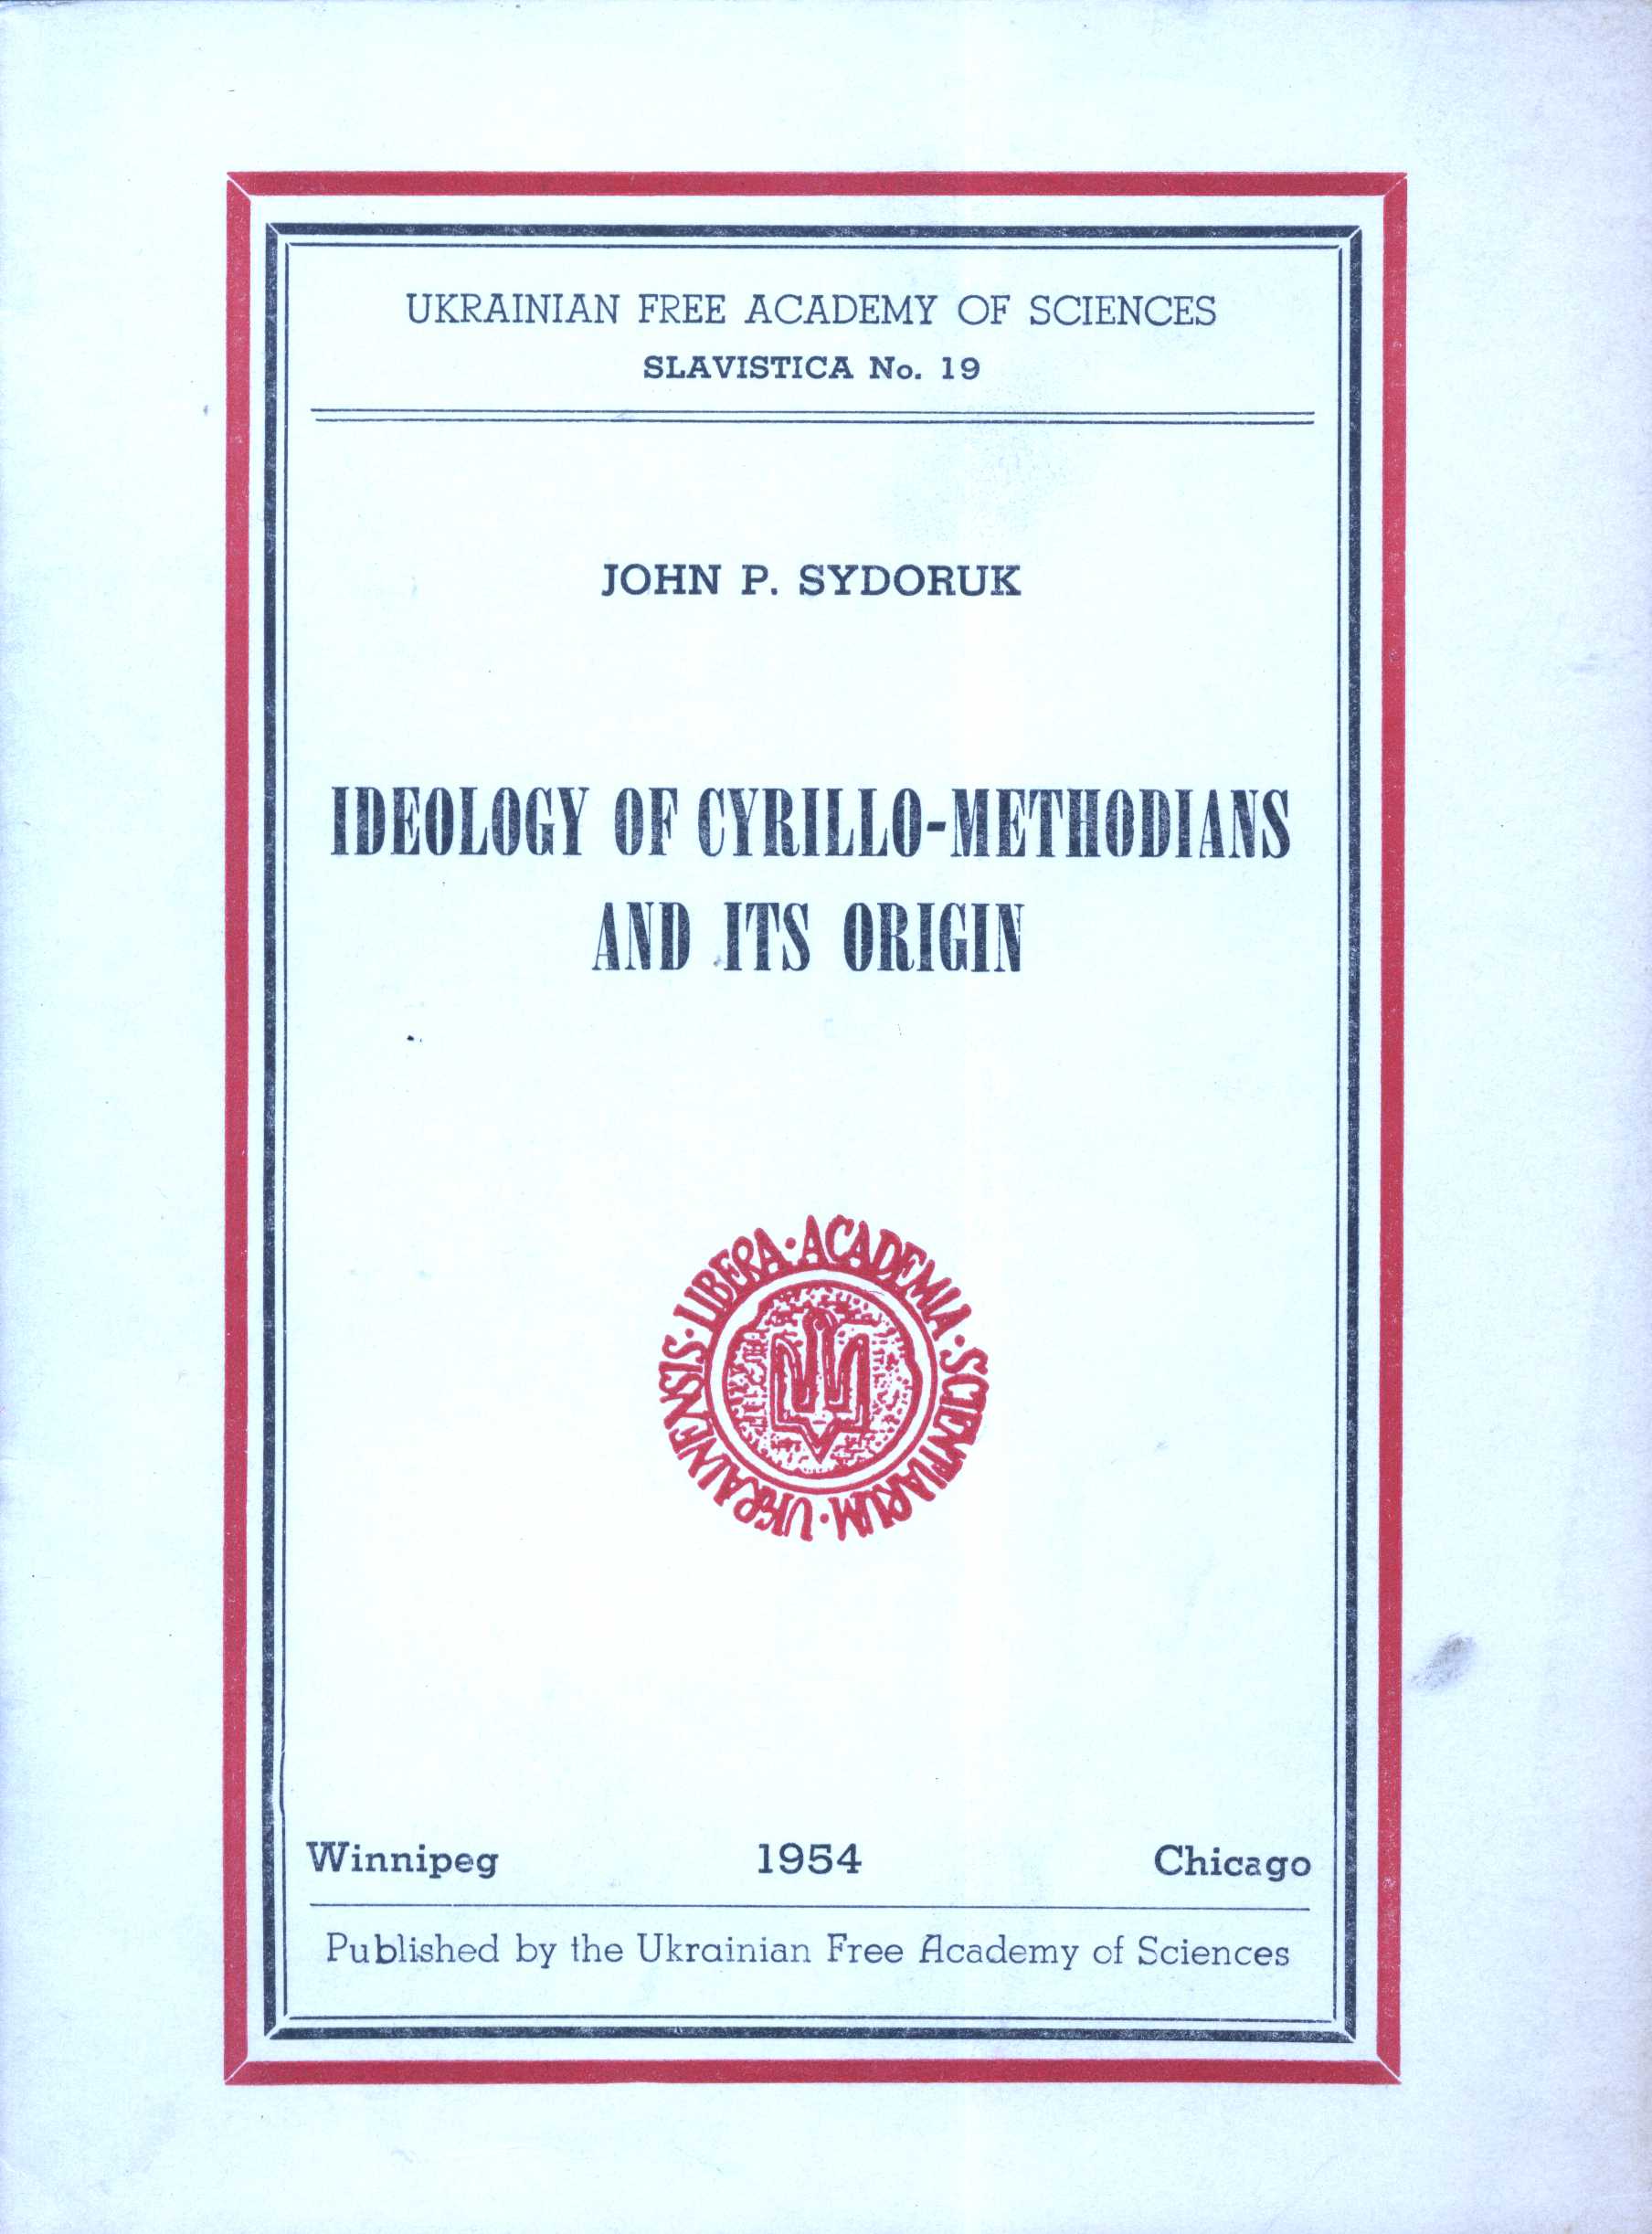 UKRAINIAN FREE ACADEMY OF SCIENCES
SLAVISTICA No. 19
JOHN P. SYDORUK
IDEOLOGY OF CYRILLO-METHODIANS
AND ITS ORIGIN
UKRAINENSIS · LIBERA · ACADEMIA · SCIENTIARUM ·
Winnipeg 1954 Chicago
Published by the Ukrainian Free Academy of Sciences